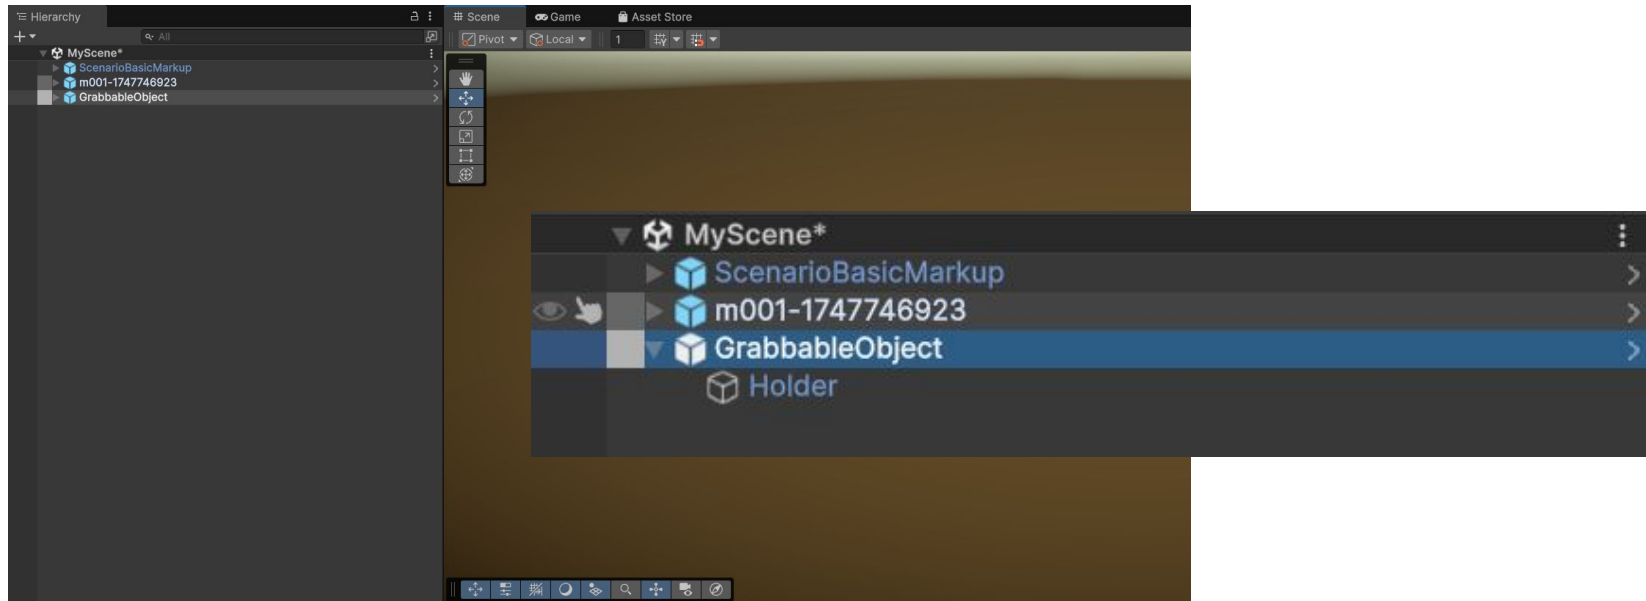 Hierarchy
All
MyScene*
ScenarioBasicMarkup
m001-1747746923
GrabbableObject
Scene Game Asset Store
Pivot Local 1
MyScene*
ScenarioBasicMarkup
m001-1747746923
GrabbableObject
Holder